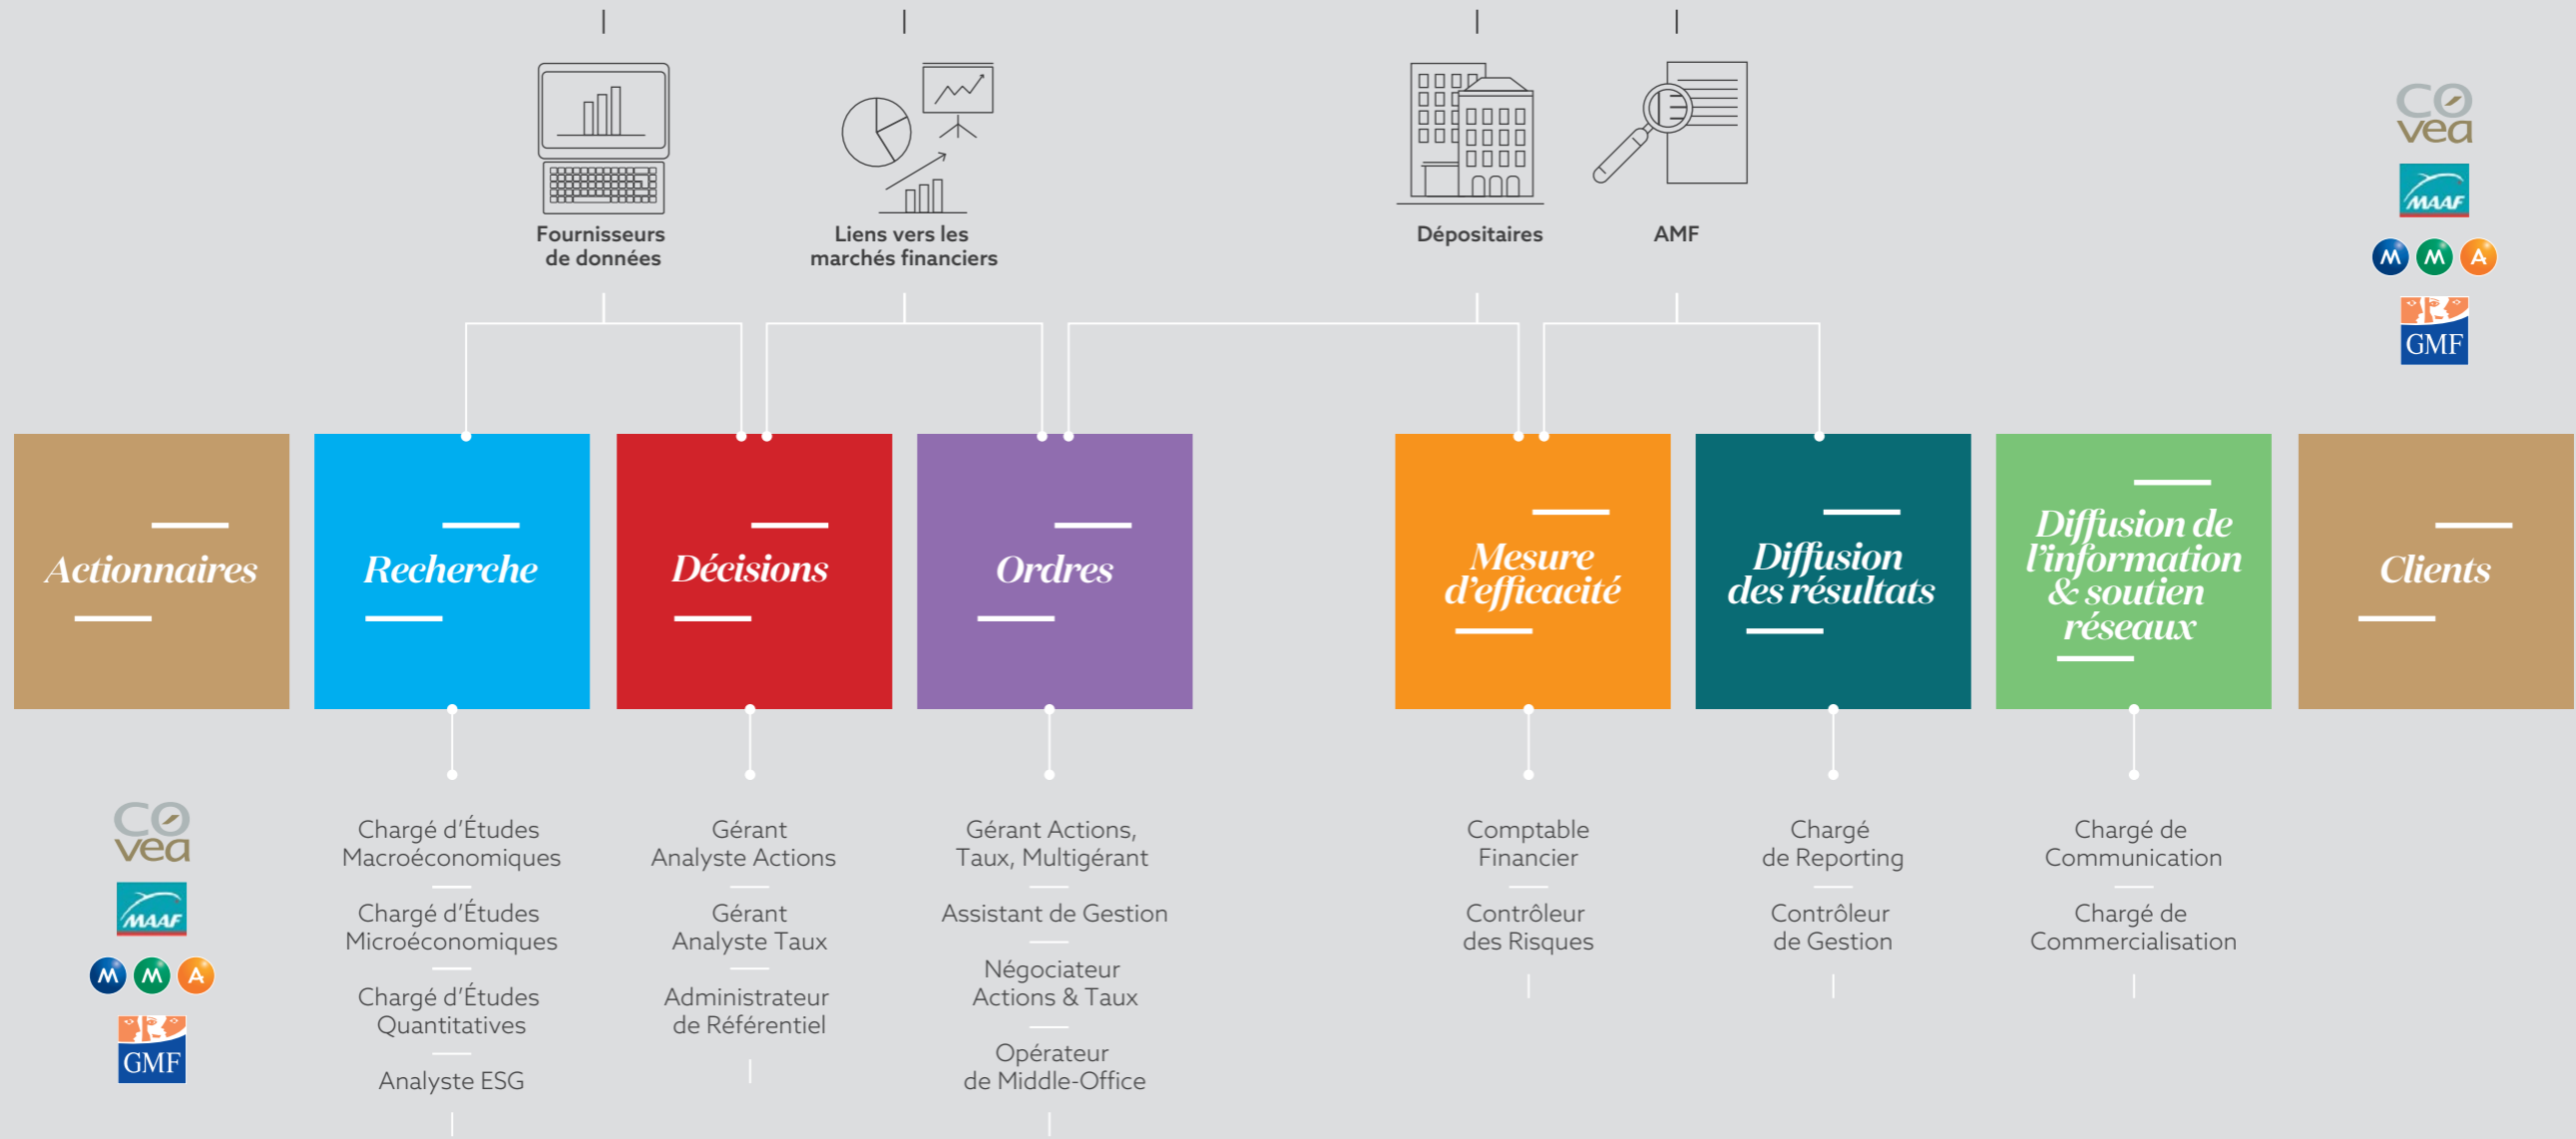 Fournisseurs
de données
Liens vers les
marchés financiers
Dépositaires
AMF
COvéa
MAAF
MMA
GMF
Actionnaires
Recherche
Décisions
Ordres
Mesure
d'efficacité
Diffusion
des résultats
Diffusion de
l'information
& soutien
réseaux
Clients
COvéa
MAAF
MMA
GMF
Chargé d'Études
Macroéconomiques
Chargé d'Études
Microéconomiques
Chargé d'Études
Quantitatives
Analyste ESG
Gérant
Analyste Actions
Gérant
Analyste Taux
Administrateur
de Référentiel
Gérant Actions,
Taux, Multigérant
Assistant de Gestion
Négociateur
Actions & Taux
Opérateur
de Middle-Office
Comptable
Financier
Contrôleur
des Risques
Chargé
de Reporting
Contrôleur
de Gestion
Chargé de
Communication
Chargé de
Commercialisation